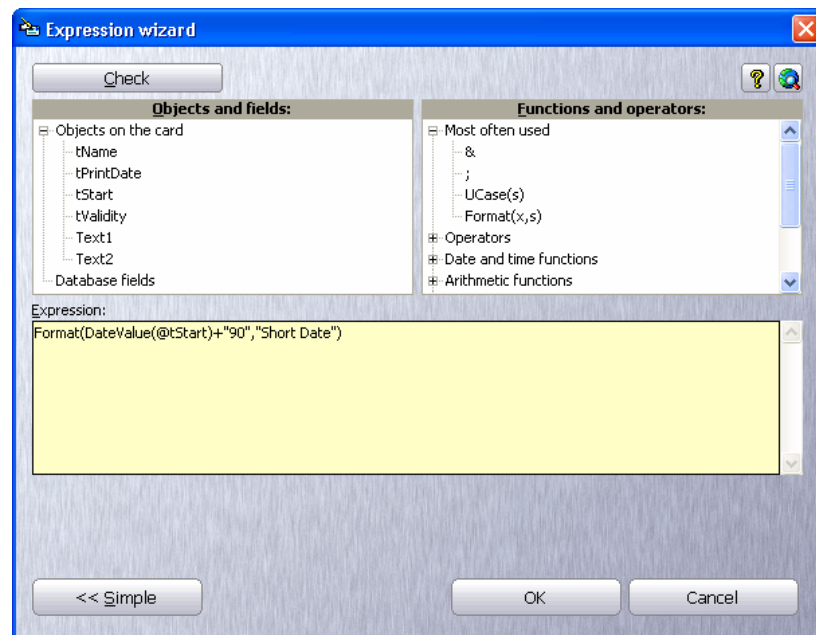 Expression wizard
Check
?
Objects and fields:
Objects on the card
tName
tPrintDate
tStart
tValidity
Text1
Text2
Database fields
Functions and operators:
Most often used
&
;
UCase(s)
Format(x,s)
Operators
Date and time functions
Arithmetic functions
Expression:
Format(DateValue(@tStart)+"90","Short Date")
<< Simple
OK
Cancel